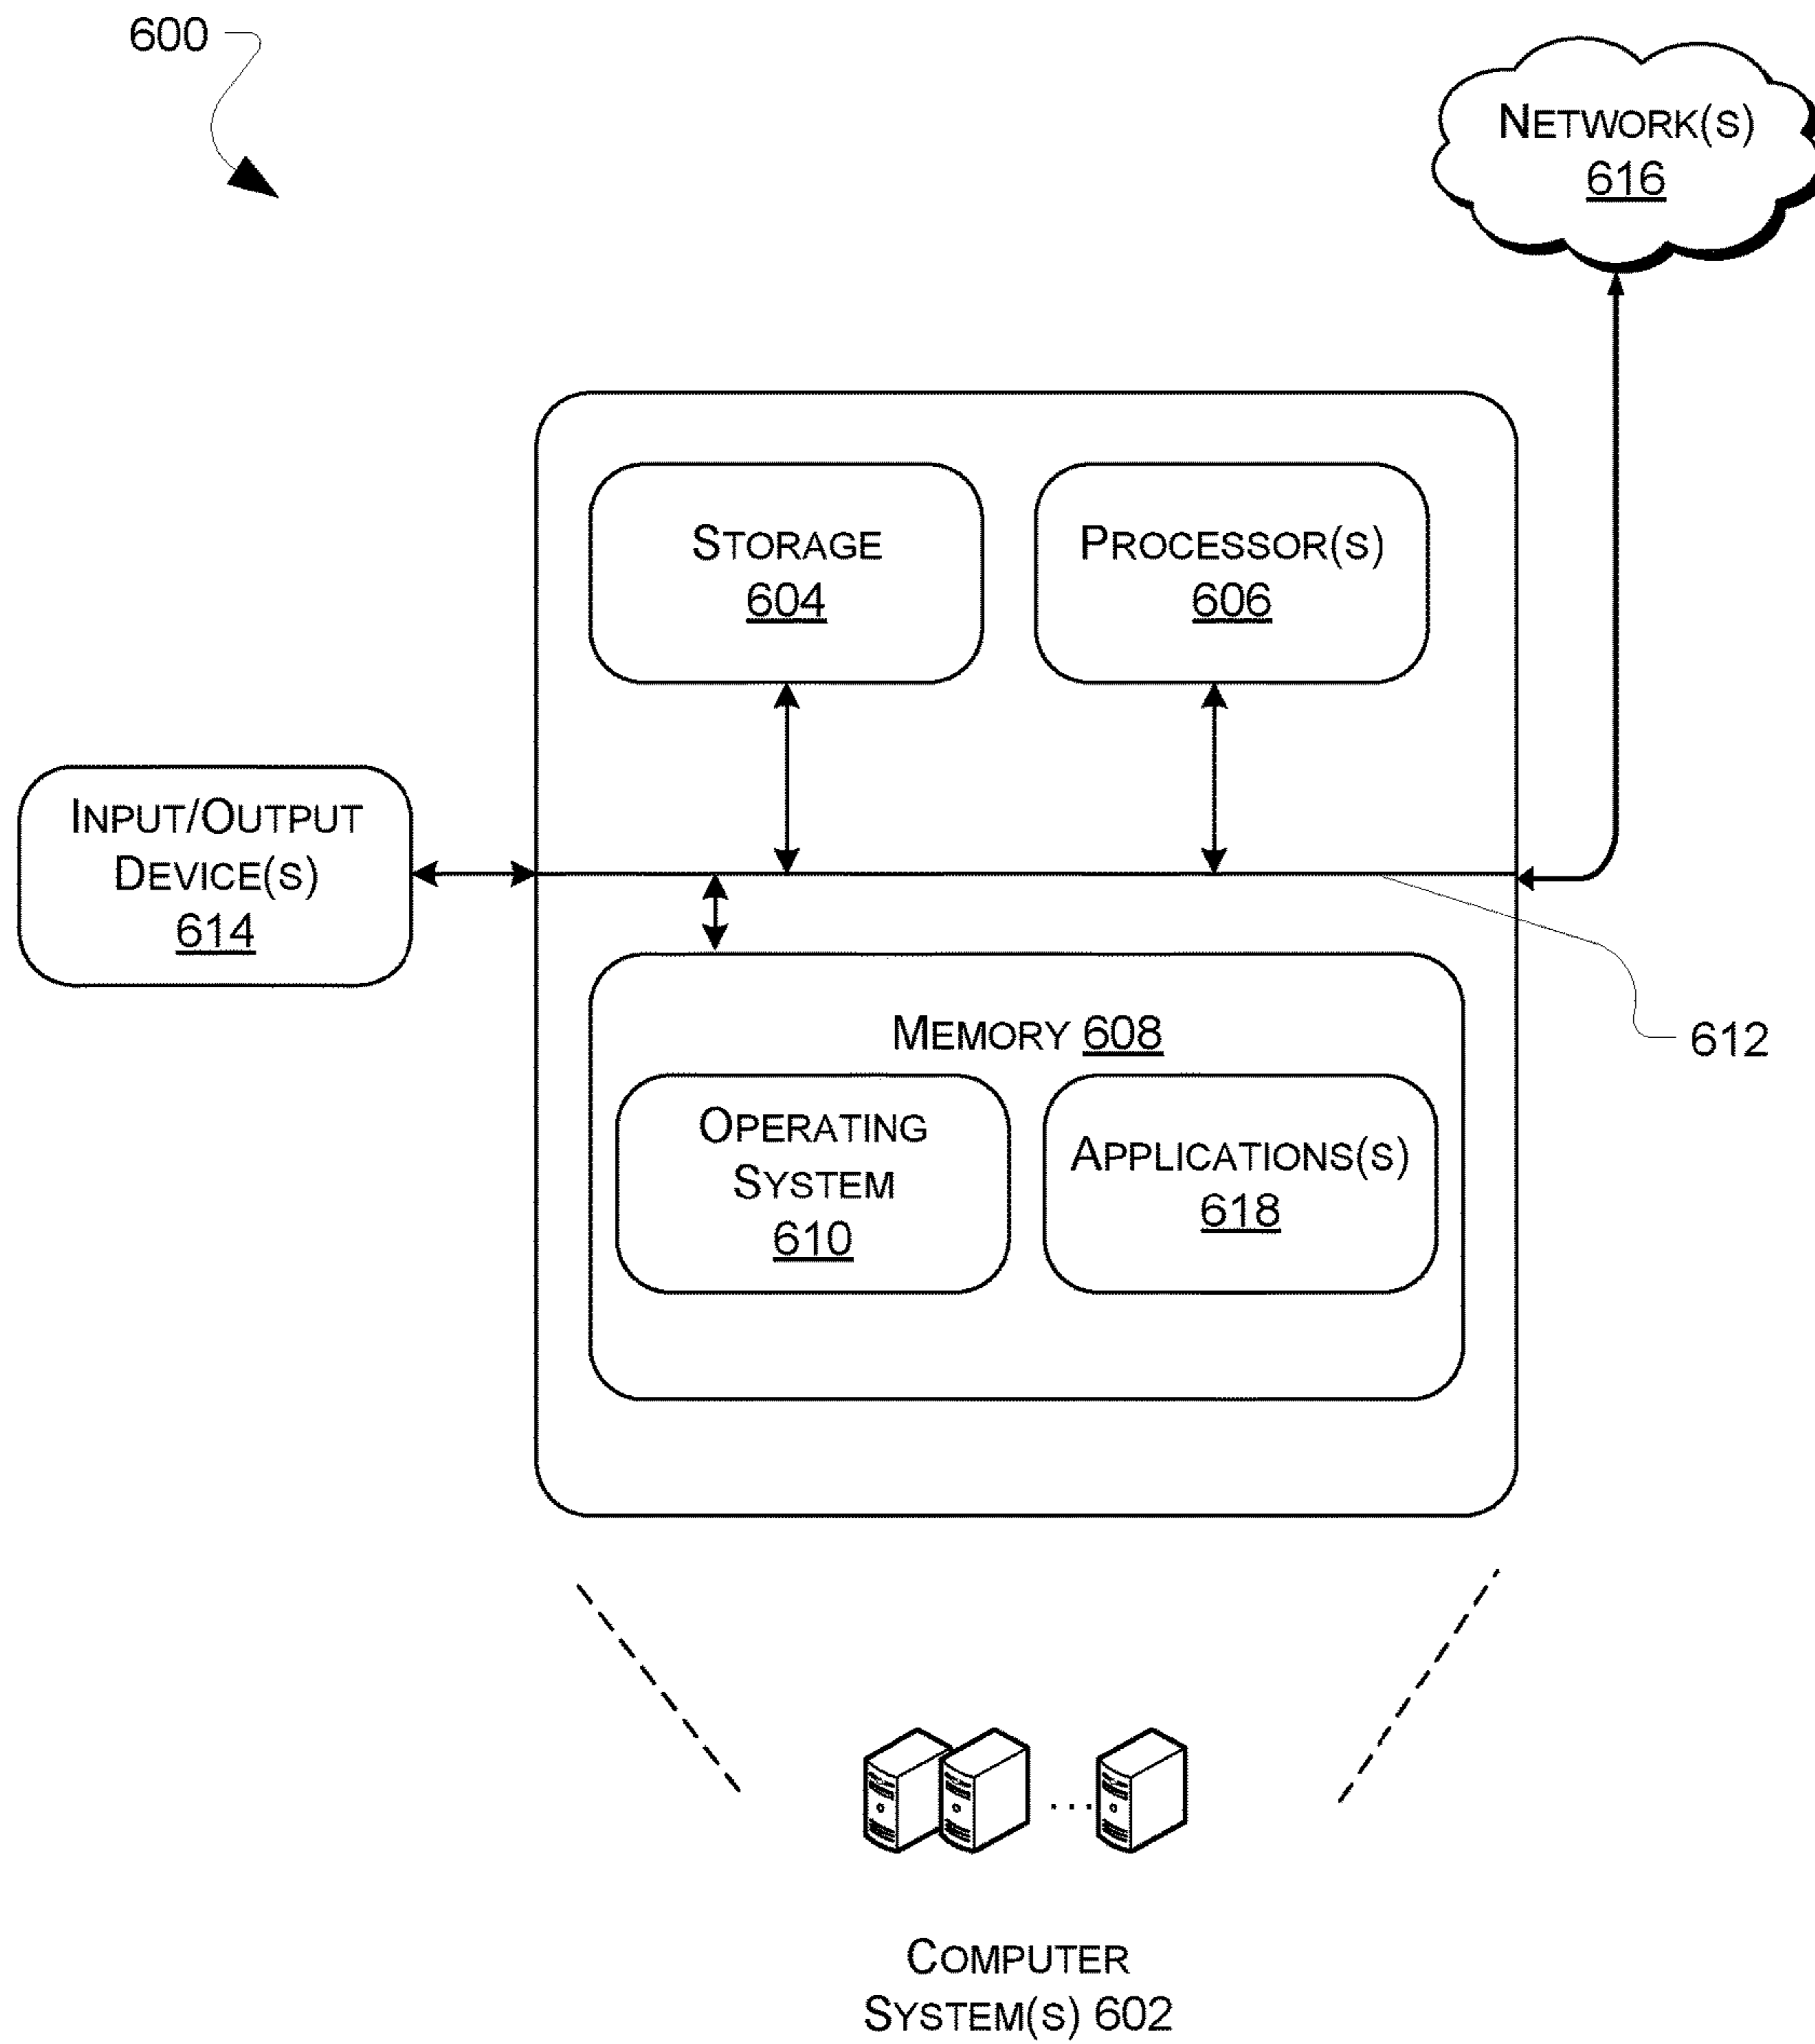 600
NETWORK(S)
616
STORAGE
604
PROCESSOR(S)
606
INPUT/OUTPUT
DEVICE(S)
614
MEMORY 608
612
OPERATING
SYSTEM
610
APPLICATIONS(S)
618
...
COMPUTER
SYSTEM(S) 602